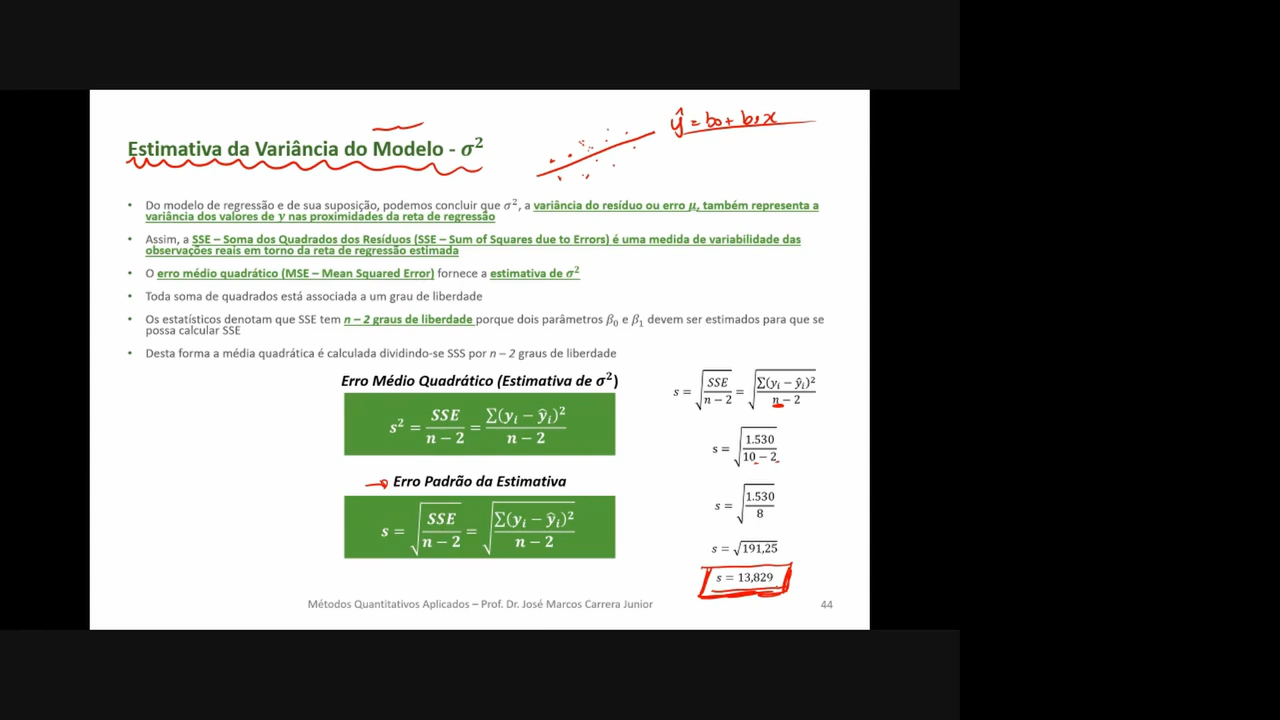 ŷ = b0 + b1x
Estimativa da Variância do Modelo - σ²
• Do modelo de regressão e de sua suposição, podemos concluir que σ², a variância do resíduo ou erro μ, também representa a
variância dos valores de y nas proximidades da reta de regressão
• Assim, a SSE – Soma dos Quadrados dos Resíduos (SSE – Sum of Squares due to Errors) é uma medida de variabilidade das
observações reais em torno da reta de regressão estimada
• O erro médio quadrático (MSE – Mean Squared Error) fornece a estimativa de σ²
• Toda soma de quadrados está associada a um grau de liberdade
• Os estatísticos denotam que SSE tem n – 2 graus de liberdade porque dois parâmetros β₀ e β₁ devem ser estimados para que se
possa calcular SSE
• Desta forma a média quadrática é calculada dividindo-se SSS por n – 2 graus de liberdade
Erro Médio Quadrático (Estimativa de σ²)
s² = SSE / n − 2 = Σ(yᵢ − ŷᵢ)² / n − 2
Erro Padrão da Estimativa
s = √(SSE / n − 2) = √(Σ(yᵢ − ŷᵢ)² / n − 2)
s = √(SSE / n − 2) = √(Σ(yᵢ − ŷᵢ)² / n − 2)
s = √(1.530 / 10 − 2)
s = √(1.530 / 8)
s = √191,25
s = 13,829
Métodos Quantitativos Aplicados – Prof. Dr. José Marcos Carrera Junior
44